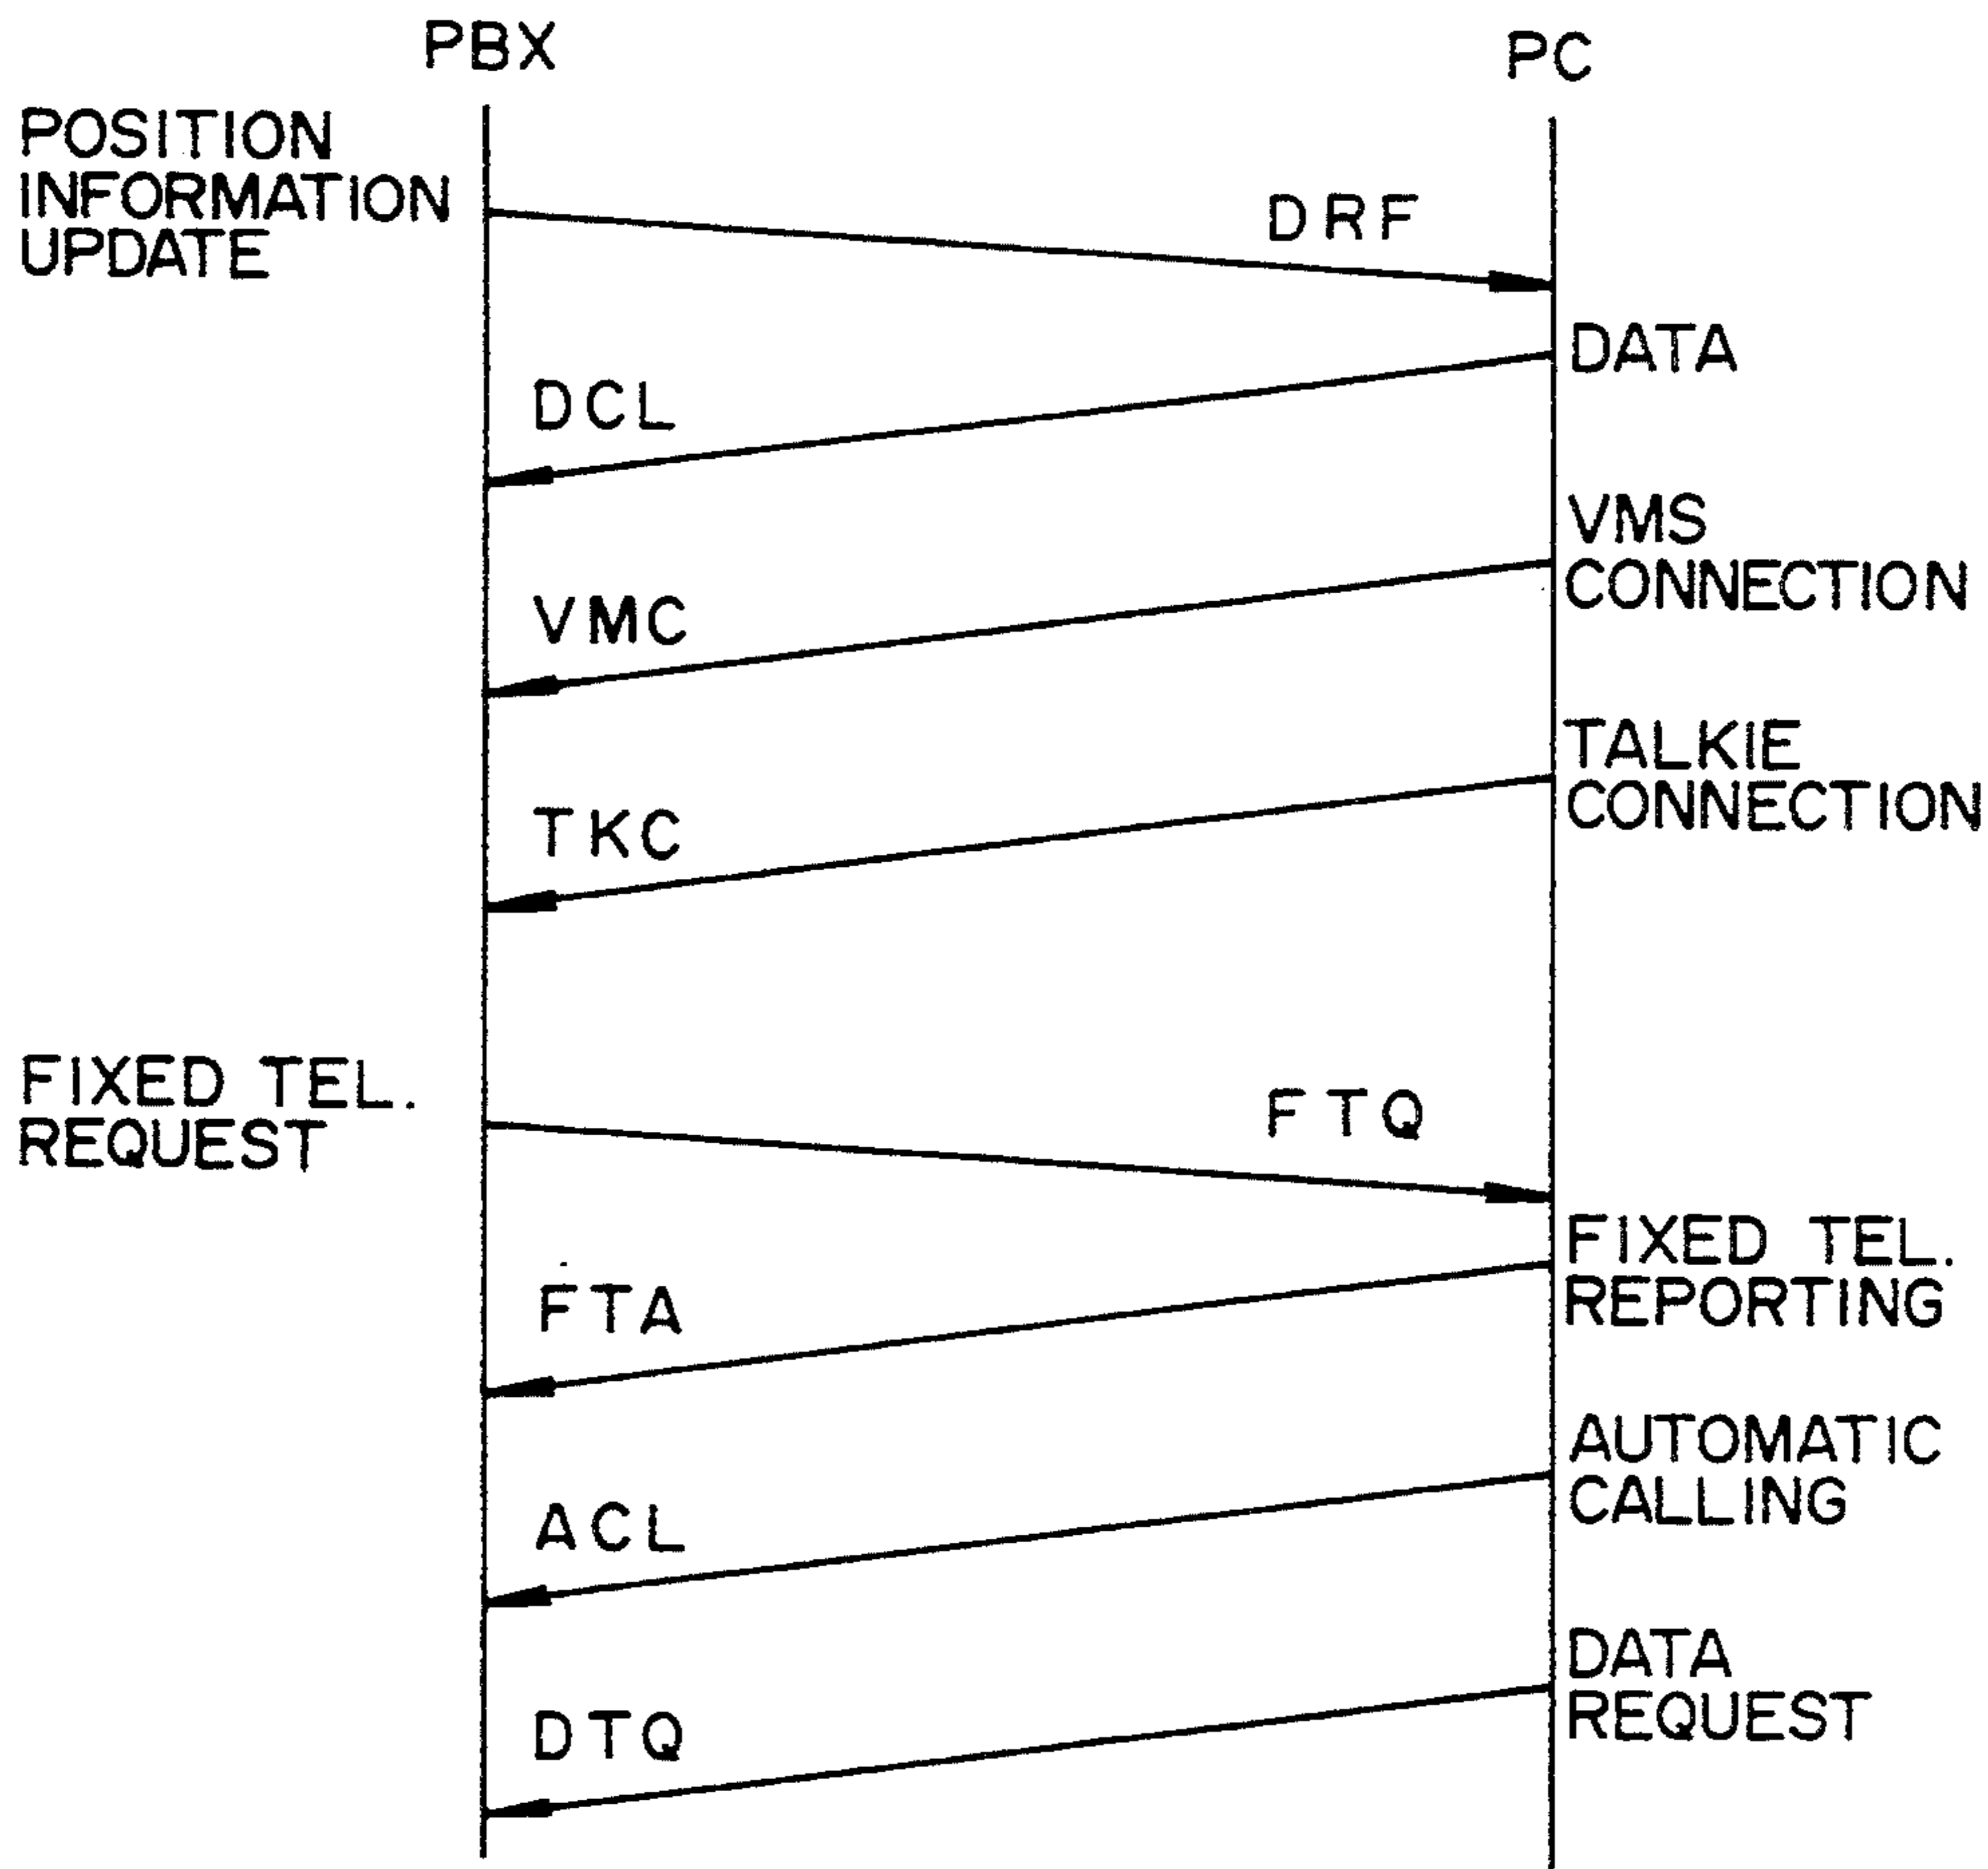 PBX
PC
POSITION
INFORMATION
UPDATE
DRF
DATA
DCL
VMS
CONNECTION
VMC
TALKIE
CONNECTION
TKC
FIXED TEL.
REQUEST
FTQ
FIXED TEL.
REPORTING
FTA
AUTOMATIC
CALLING
ACL
DATA
REQUEST
DTQ